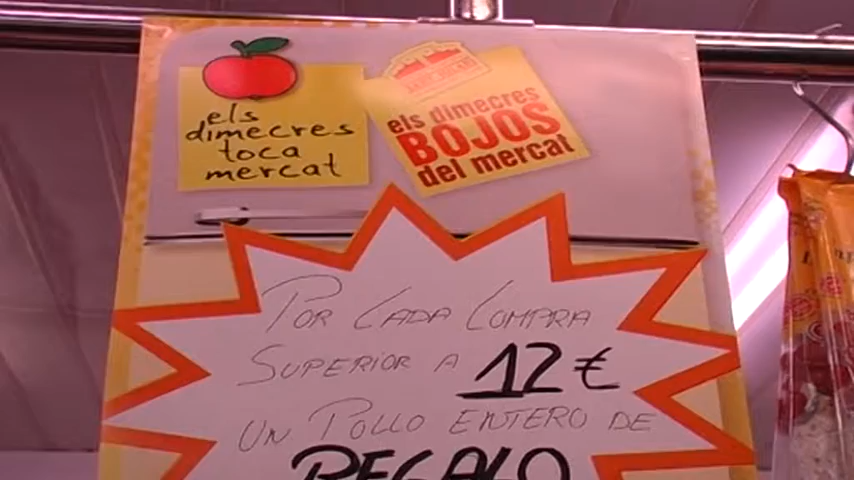 els
dimecres
toca
mercat
els dimecres
BOJOS
del mercat
POR CADA COMPRA
SUPERIOR A 12 €
UN POLLO ENTERO DE
REGALO